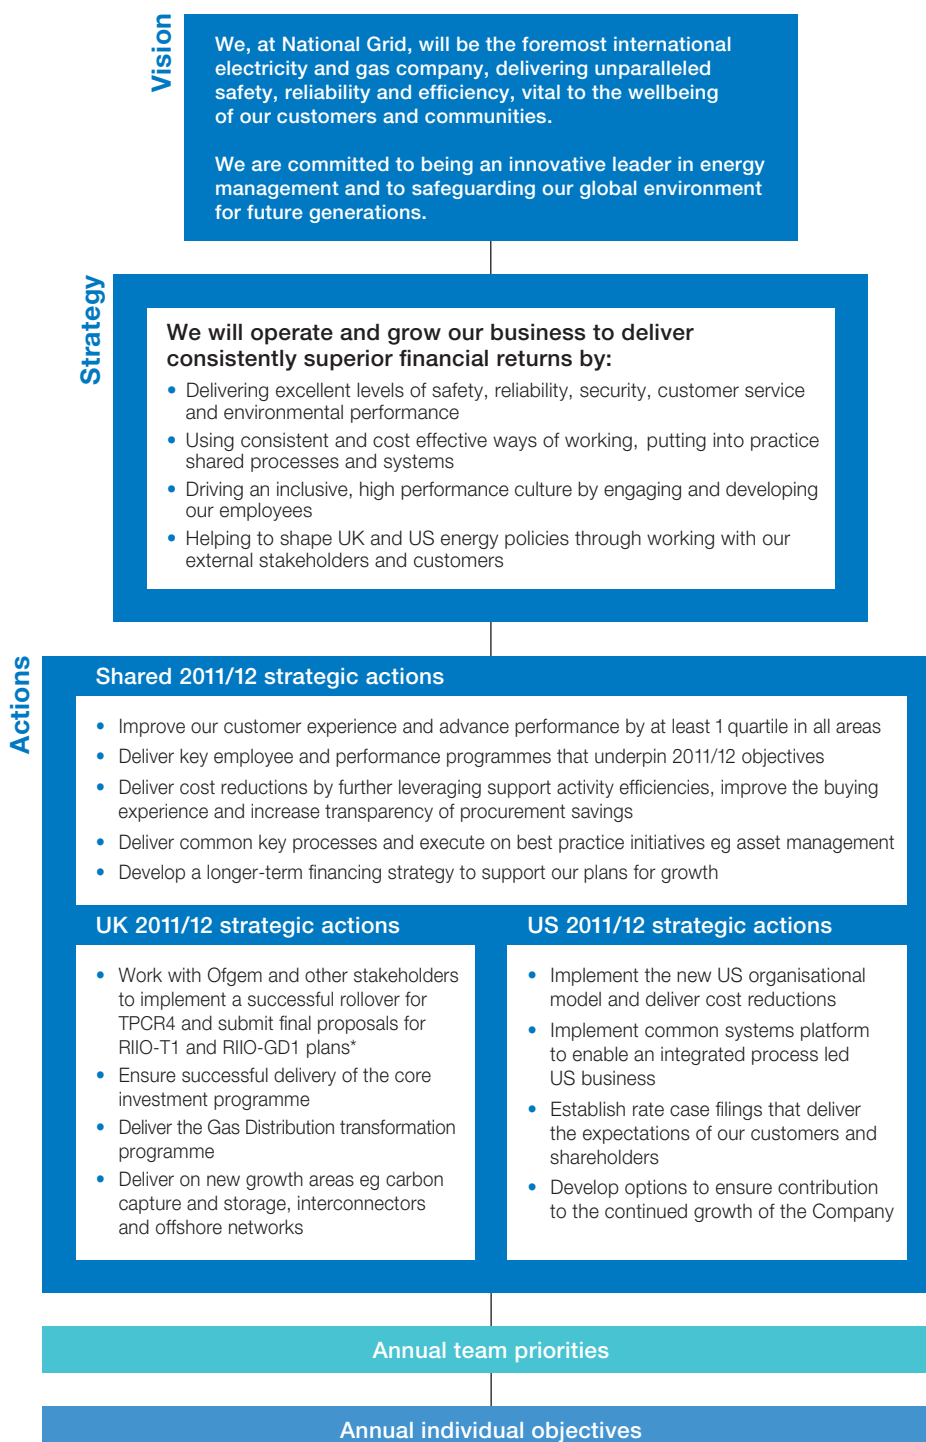 Vision
We, at National Grid, will be the foremost international
electricity and gas company, delivering unparalleled
safety, reliability and efficiency, vital to the wellbeing
of our customers and communities.
We are committed to being an innovative leader in energy
management and to safeguarding our global environment
for future generations.
Strategy
We will operate and grow our business to deliver
consistently superior financial returns by:
• Delivering excellent levels of safety, reliability, security, customer service
and environmental performance
• Using consistent and cost effective ways of working, putting into practice
shared processes and systems
• Driving an inclusive, high performance culture by engaging and developing
our employees
• Helping to shape UK and US energy policies through working with our
external stakeholders and customers
Actions
Shared 2011/12 strategic actions
• Improve our customer experience and advance performance by at least 1 quartile in all areas
• Deliver key employee and performance programmes that underpin 2011/12 objectives
• Deliver cost reductions by further leveraging support activity efficiencies, improve the buying
experience and increase transparency of procurement savings
• Deliver common key processes and execute on best practice initiatives eg asset management
• Develop a longer-term financing strategy to support our plans for growth
UK 2011/12 strategic actions
• Work with Ofgem and other stakeholders
to implement a successful rollover for
TPCR4 and submit final proposals for
RIIO-T1 and RIIO-GD1 plans*
• Ensure successful delivery of the core
investment programme
• Deliver the Gas Distribution transformation
programme
• Deliver on new growth areas eg carbon
capture and storage, interconnectors
and offshore networks
US 2011/12 strategic actions
• Implement the new US organisational
model and deliver cost reductions
• Implement common systems platform
to enable an integrated process led
US business
• Establish rate case filings that deliver
the expectations of our customers and
shareholders
• Develop options to ensure contribution
to the continued growth of the Company
Annual team priorities
Annual individual objectives